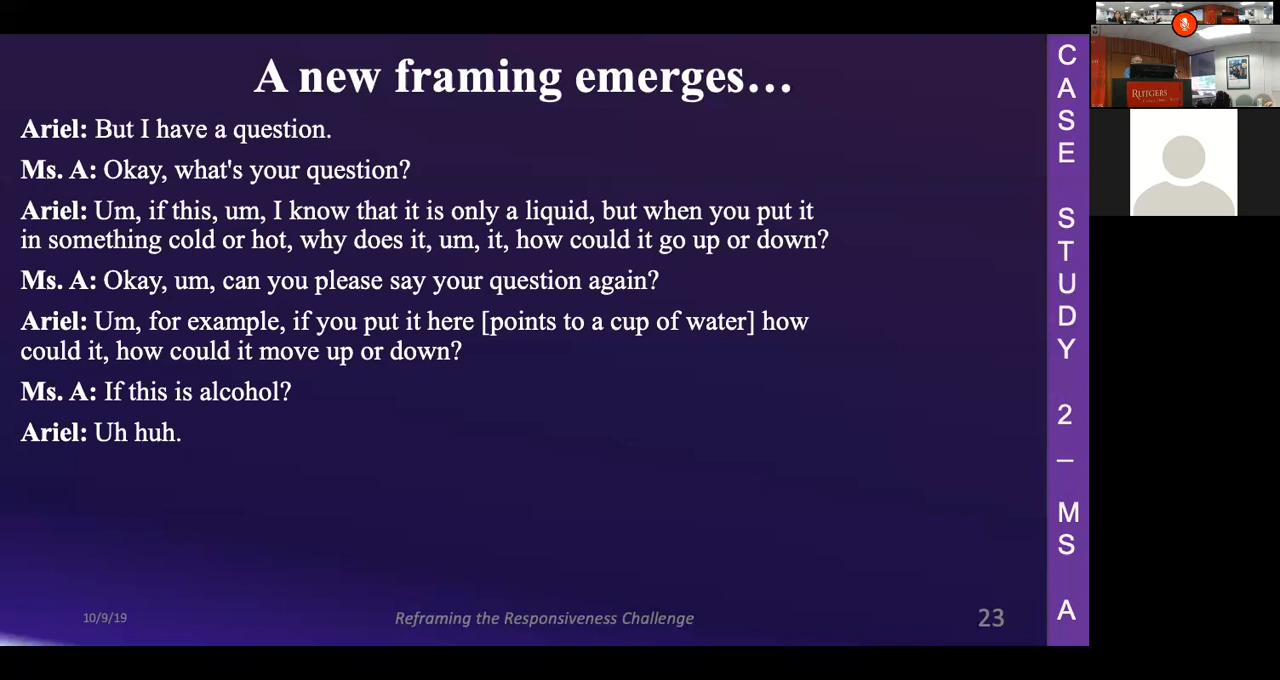 A new framing emerges…
Ariel: But I have a question.
Ms. A: Okay, what's your question?
Ariel: Um, if this, um, I know that it is only a liquid, but when you put it
in something cold or hot, why does it, um, it, how could it go up or down?
Ms. A: Okay, um, can you please say your question again?
Ariel: Um, for example, if you put it here [points to a cup of water] how
could it, how could it move up or down?
Ms. A: If this is alcohol?
Ariel: Uh huh.
10/9/19
Reframing the Responsiveness Challenge
23
CASE STUDY 2 – MS A
RUTGERS